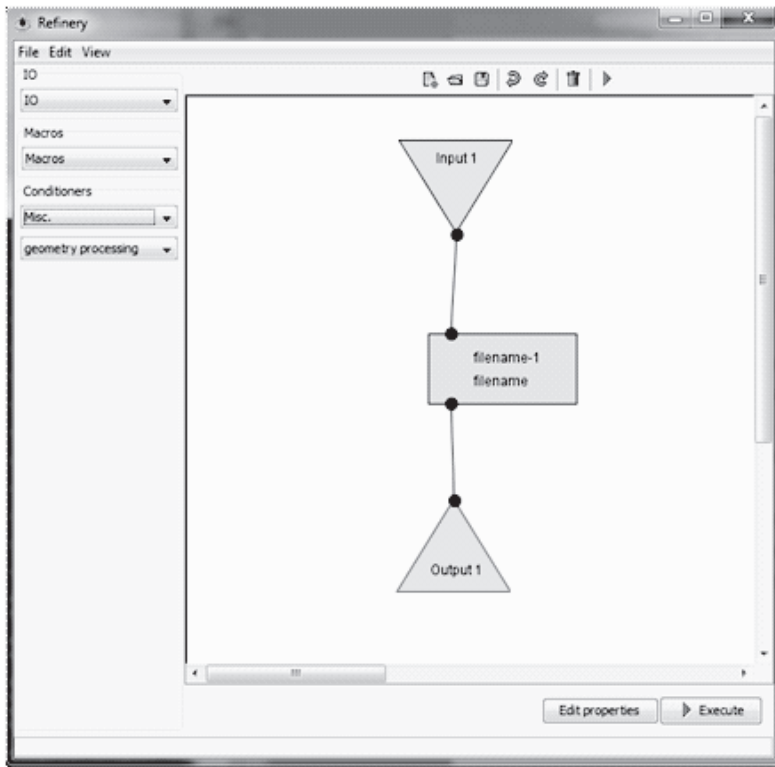 Refinery
File Edit View
IO
IO
Macros
Macros
Conditioners
Misc.
geometry processing
Input 1
filename-1
filename
Output 1
Edit properties
Execute